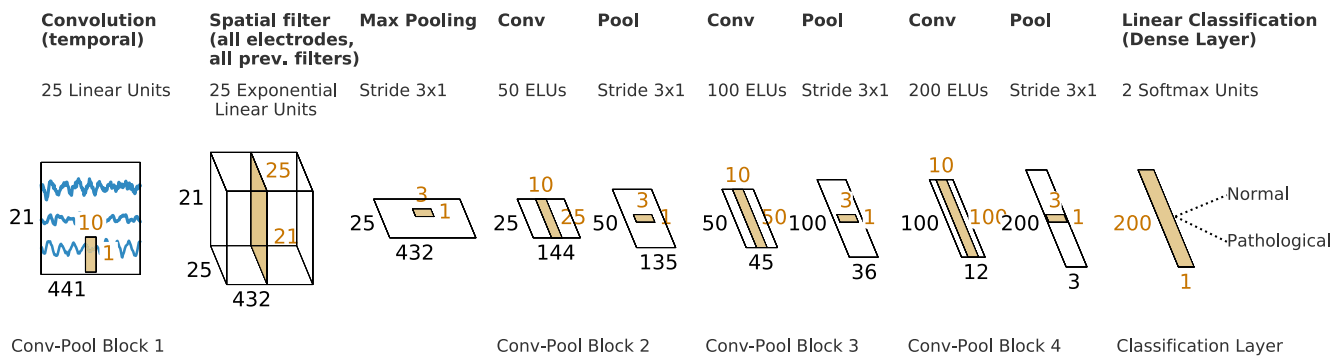 Convolution
(temporal)
Spatial filter
(all electrodes,
all prev. filters)
Max Pooling
Conv
Pool
Conv
Pool
Conv
Pool
Linear Classification
(Dense Layer)
25 Linear Units
25 Exponential
Linear Units
Stride 3x1
50 ELUs
Stride 3x1
100 ELUs
Stride 3x1
200 ELUs
Stride 3x1
2 Softmax Units
21
10
1
441
21
25
21
25
432
3
1
25
432
10
25
25
144
3
1
50
135
10
50
50
45
3
1
100
36
10
100
100
12
3
1
200
3
200
1
Normal
Pathological
Conv-Pool Block 1
Conv-Pool Block 2
Conv-Pool Block 3
Conv-Pool Block 4
Classification Layer